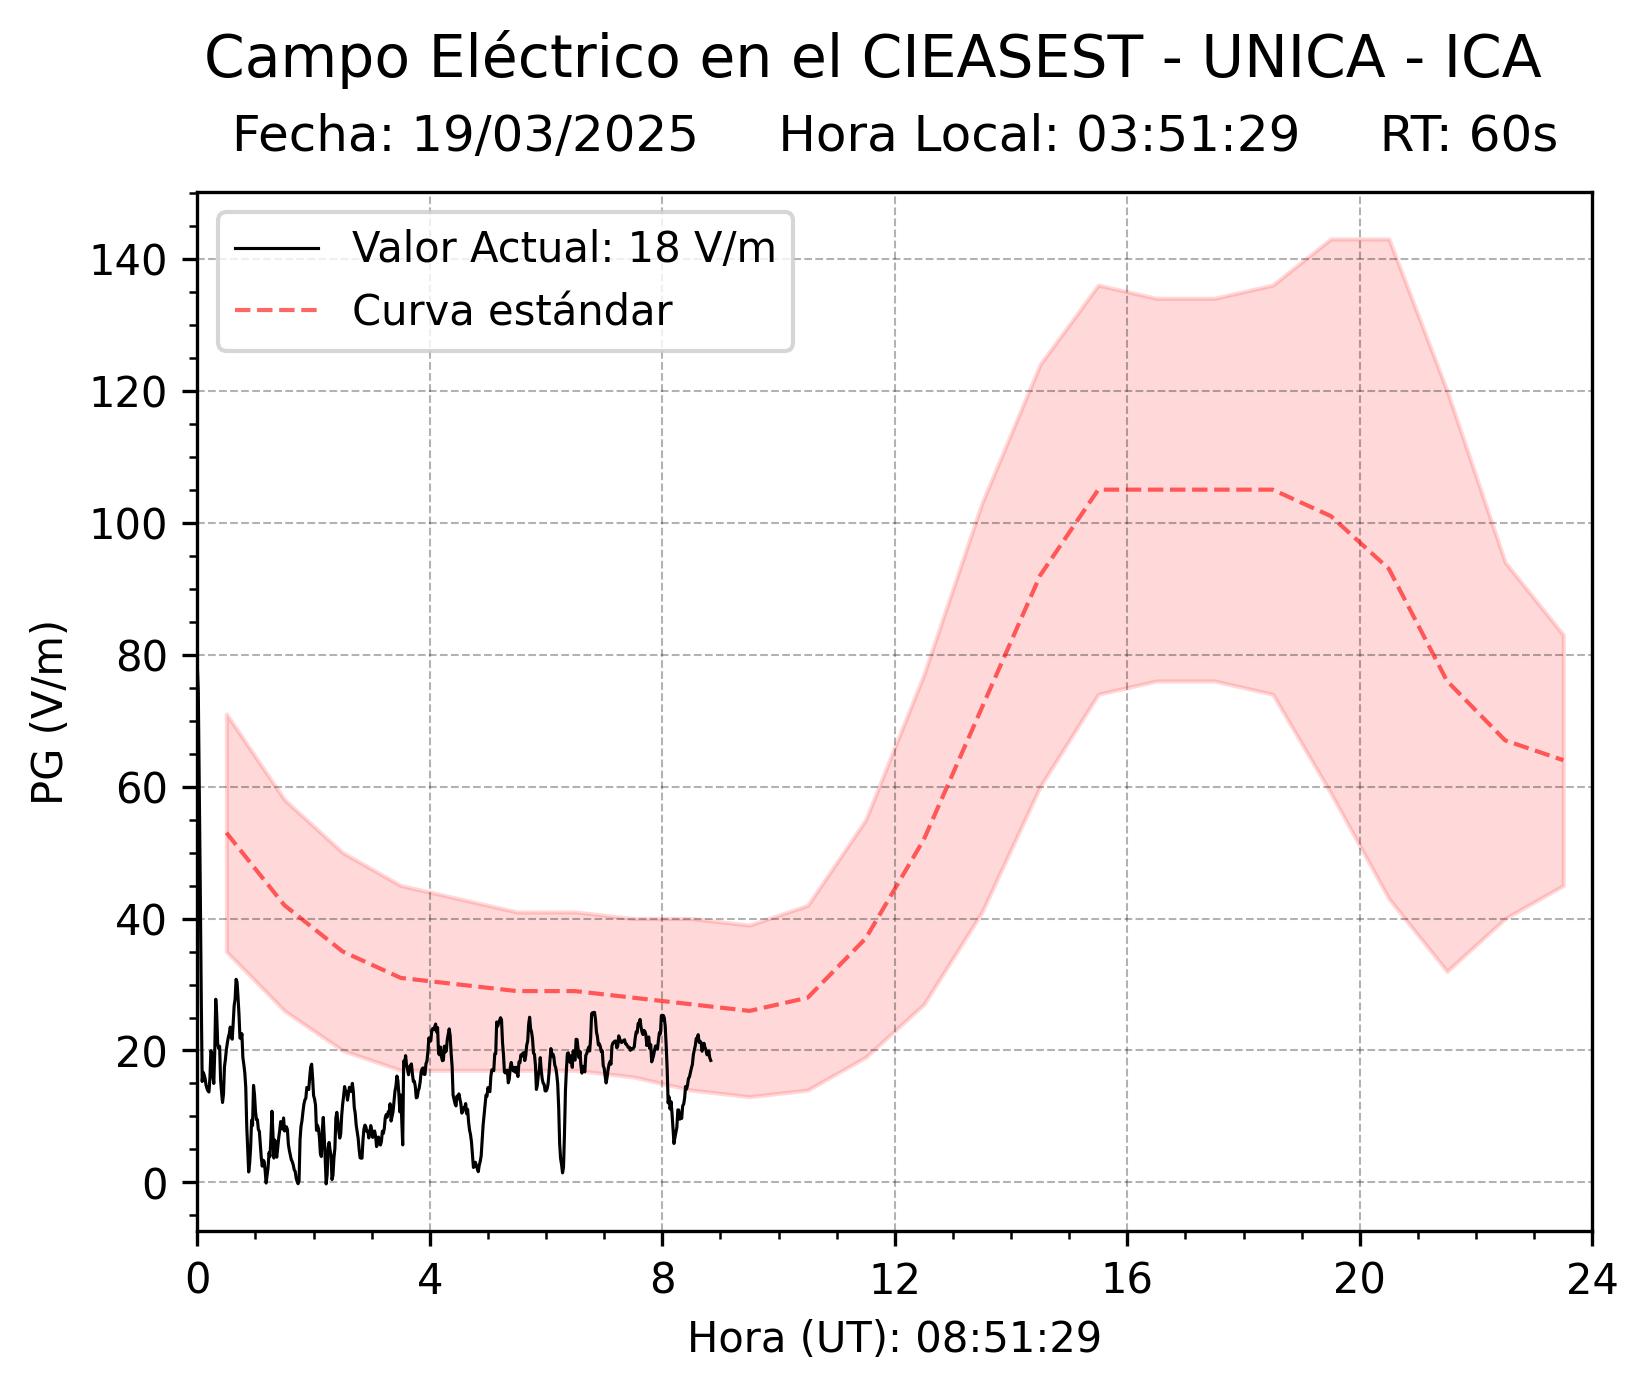 Campo Eléctrico en el CIEASEST - UNICA - ICA
Fecha: 19/03/2025 Hora Local: 03:51:29 RT: 60s
Valor Actual: 18 V/m
Curva estándar
140
120
100
80
60
40
20
0
PG (V/m)
0 4 8 12 16 20 24
Hora (UT): 08:51:29